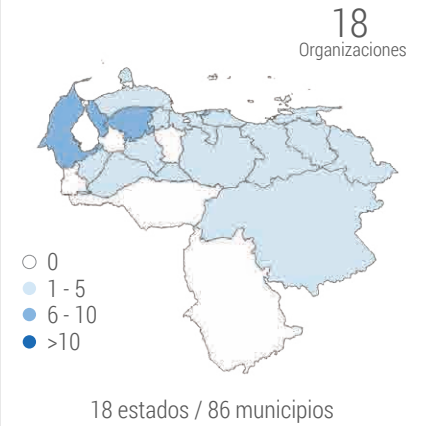 18
Organizaciones
0
1 - 5
6 - 10
>10
18 estados / 86 municipios